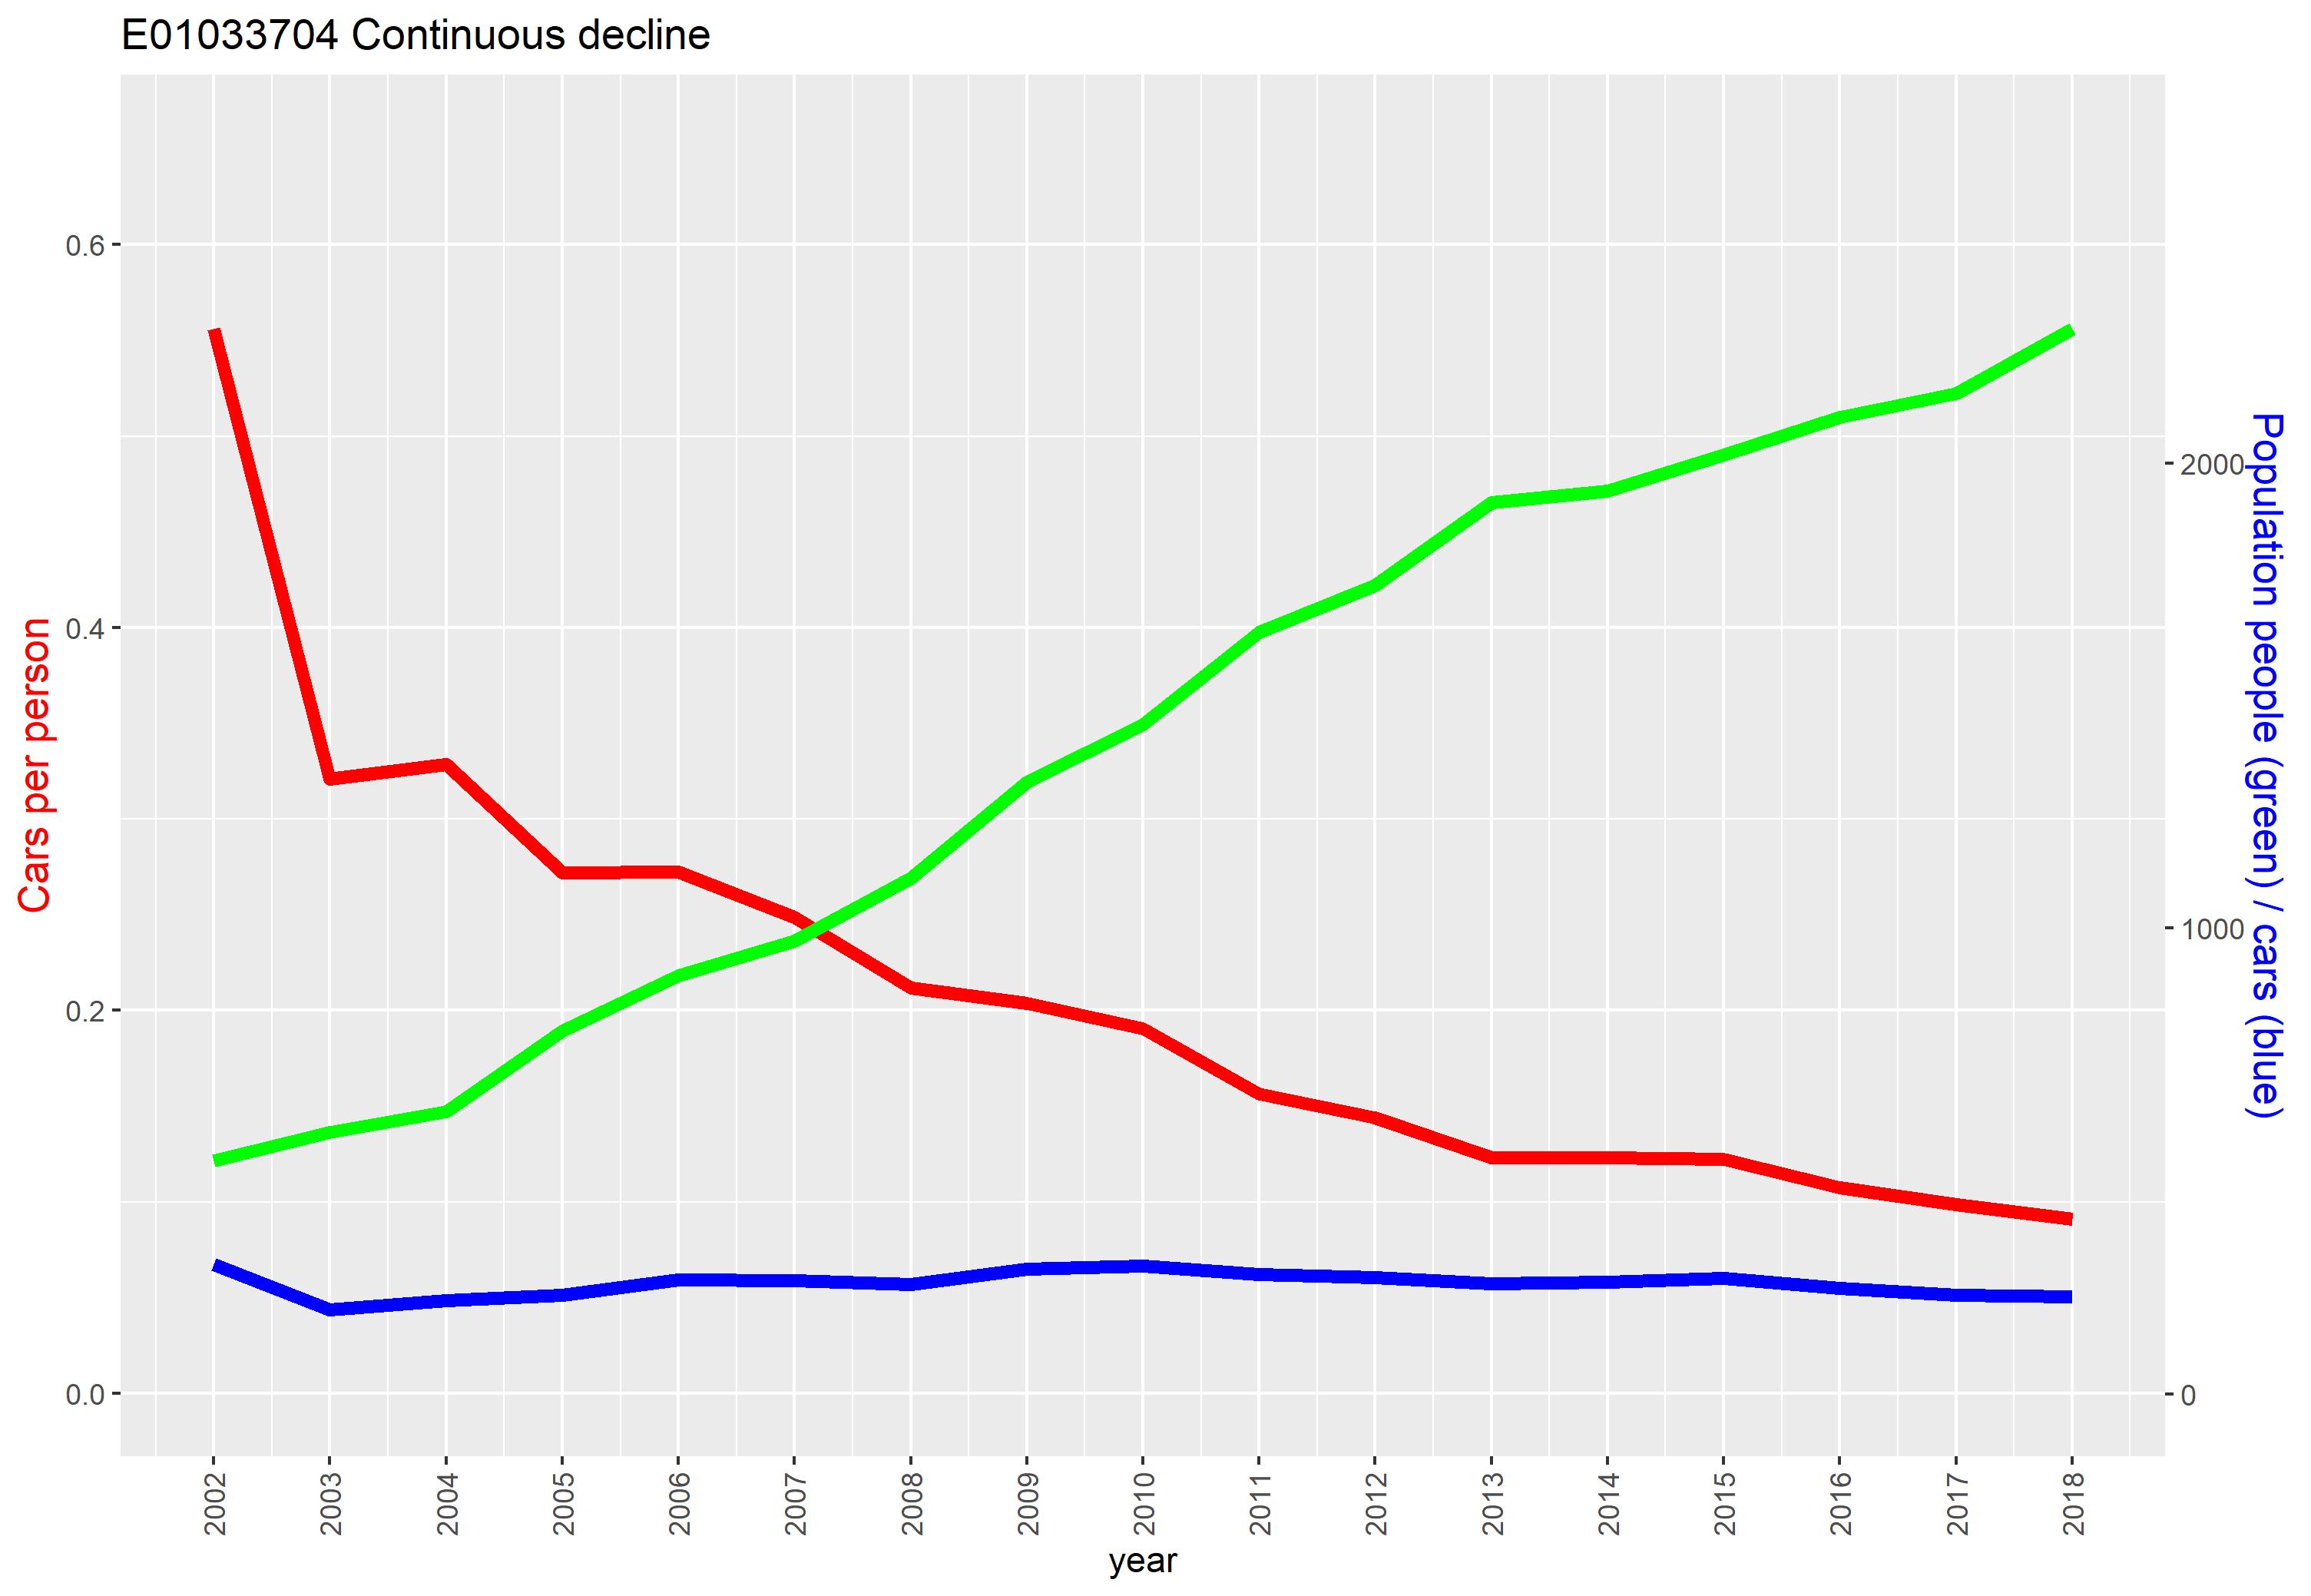 E01033704 Continuous decline
0.6
0.4
0.2
0.0
Cars per person
2000
1000
0
Population people (green) / cars (blue)
2002 2003 2004 2005 2006 2007 2008 2009 2010 2011 2012 2013 2014 2015 2016 2017 2018
year